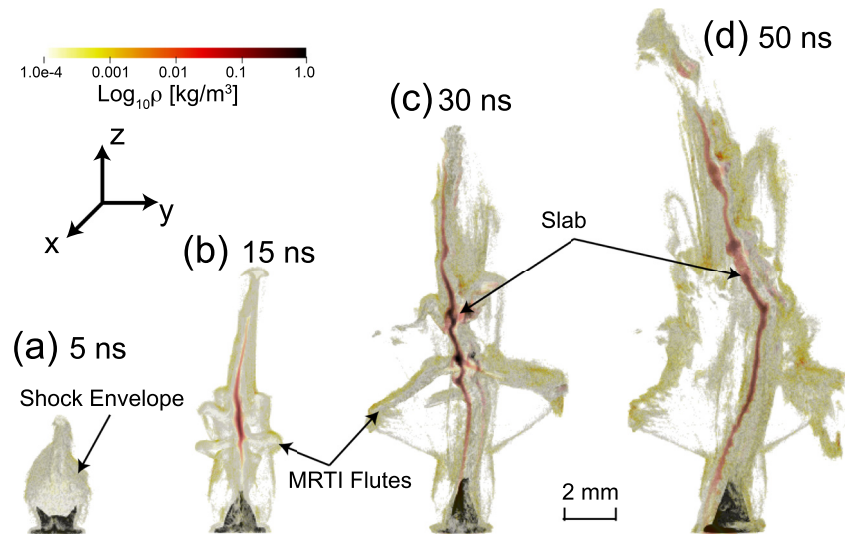 1.0e-4 0.001 0.01 0.1 1.0
Log₁₀ρ [kg/m³]
z
y
x
(a) 5 ns
Shock Envelope
(b) 15 ns
MRTI Flutes
(c) 30 ns
Slab
2 mm
(d) 50 ns